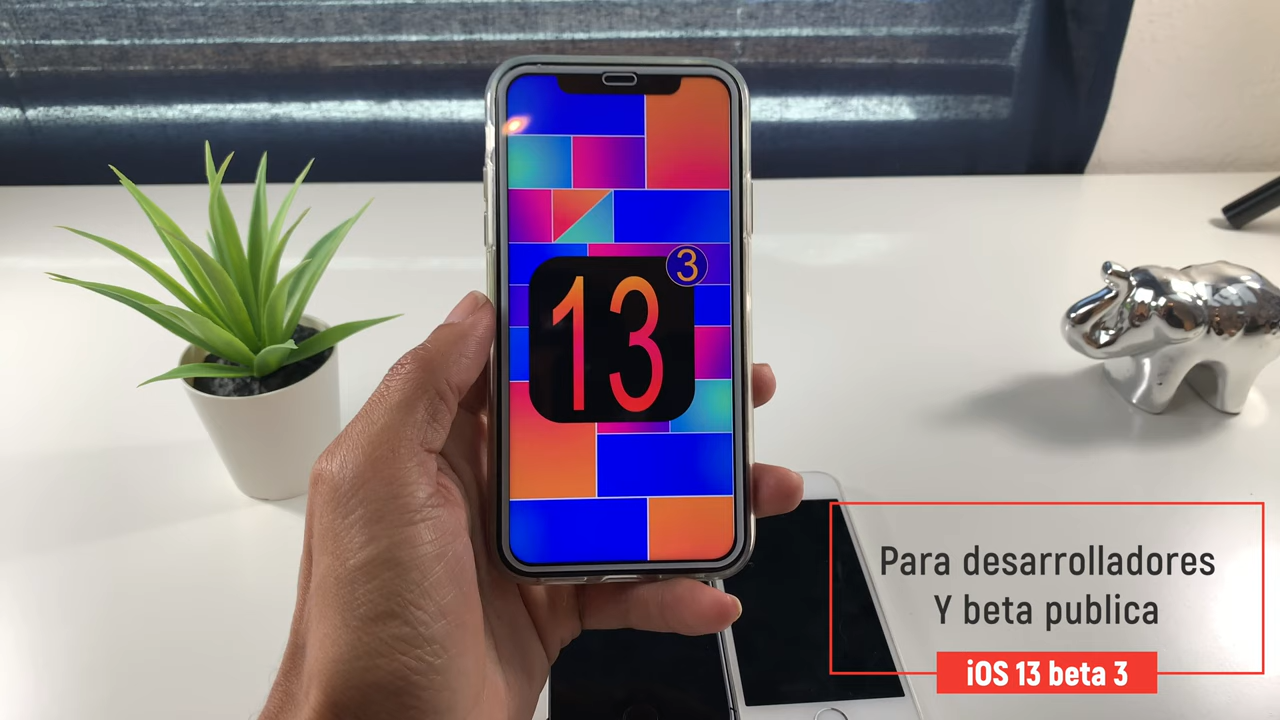 3
13
Para desarrolladores
Y beta publica
iOS 13 beta 3